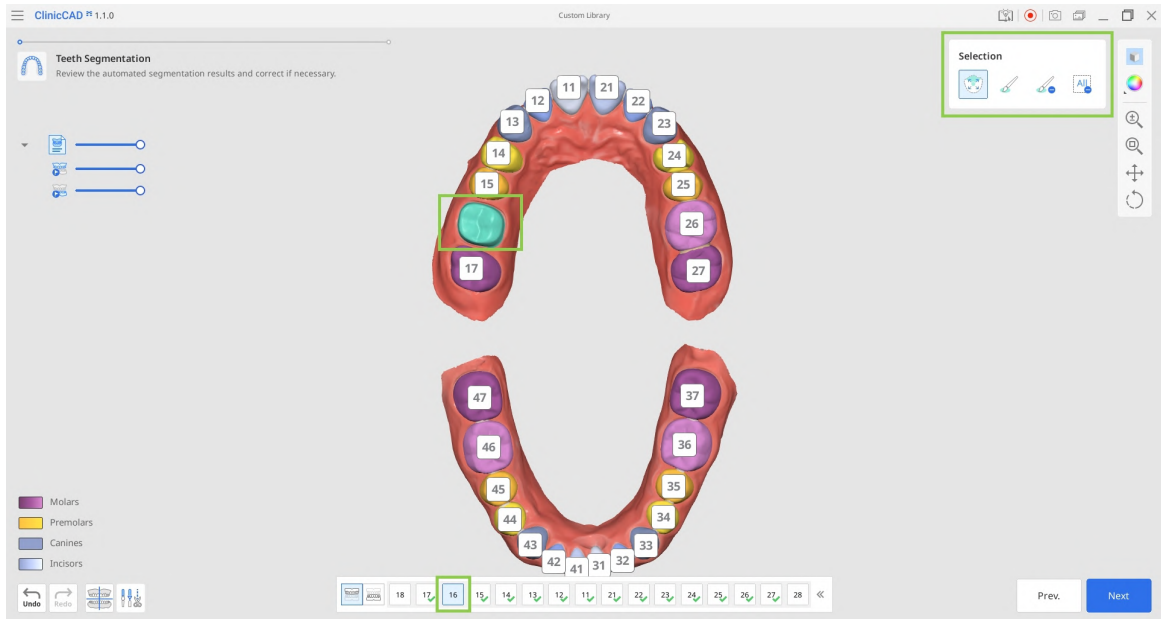 ClinicCAD 1.1.0
Custom Library
Teeth Segmentation
Review the automated segmentation results and correct if necessary.
Selection
All
11 21
12 22
13 23
14 24
15 25
26
17 27
47 37
46 36
45 35
44 34
43 33
42 41 31 32
Molars
Premolars
Canines
Incisors
Undo Redo
18 17 16 15 14 13 12 11 21 22 23 24 25 26 27 28 «
Prev. Next